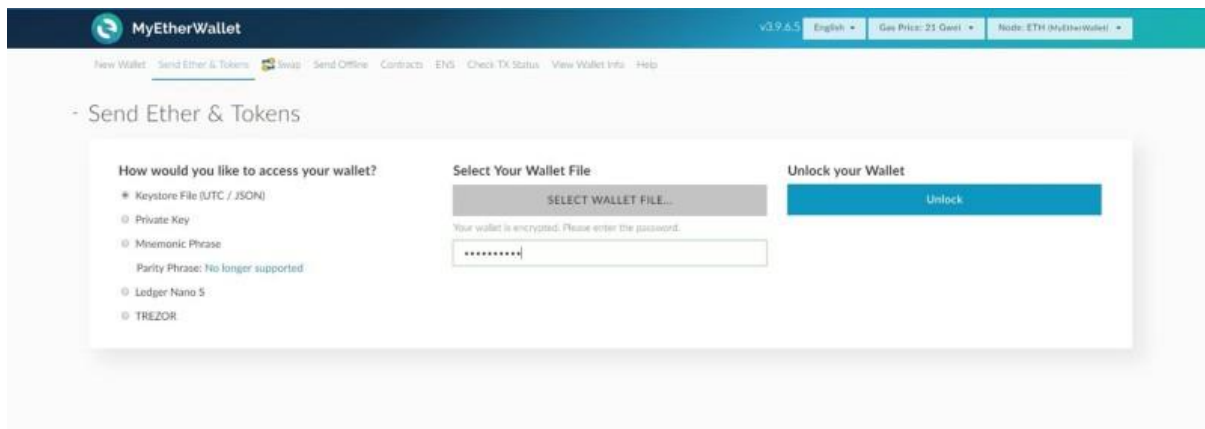 MyEtherWallet
v3.9.6.5 English Gas Price: 21 Gwei Node: ETH (MyEtherWallet)
New Wallet Send Ether & Tokens Swap Send Offline Contracts ENS Check TX Status View Wallet Info Help
- Send Ether & Tokens
How would you like to access your wallet?
Keystore File (UTC / JSON)
Private Key
Mnemonic Phrase
Parity Phrase: No longer supported
Ledger Nano S
TREZOR
Select Your Wallet File
SELECT WALLET FILE...
Your wallet is encrypted. Please enter the password.
••••••••••
Unlock your Wallet
Unlock